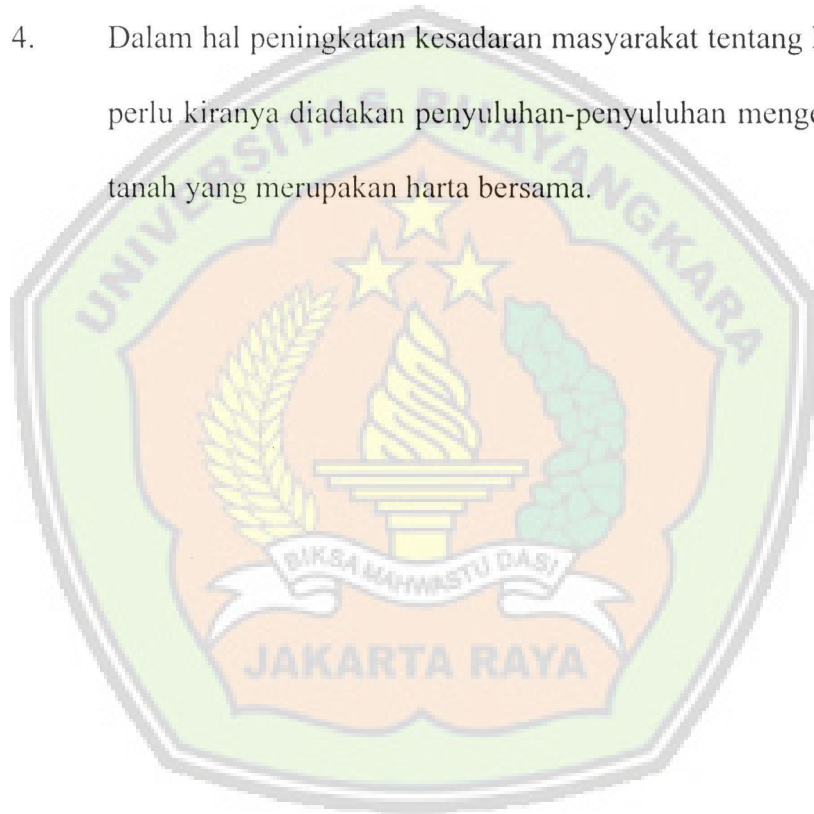 4. Dalam hal peningkatan kesadaran masyarakat tentang
perlu kiranya diadakan penyuluhan-penyuluhan
tanah yang merupakan harta bersama.
UNIVERSITAS BHAYANGKARA
BIKSA MAHWASTU DASI
JAKARTA RAYA